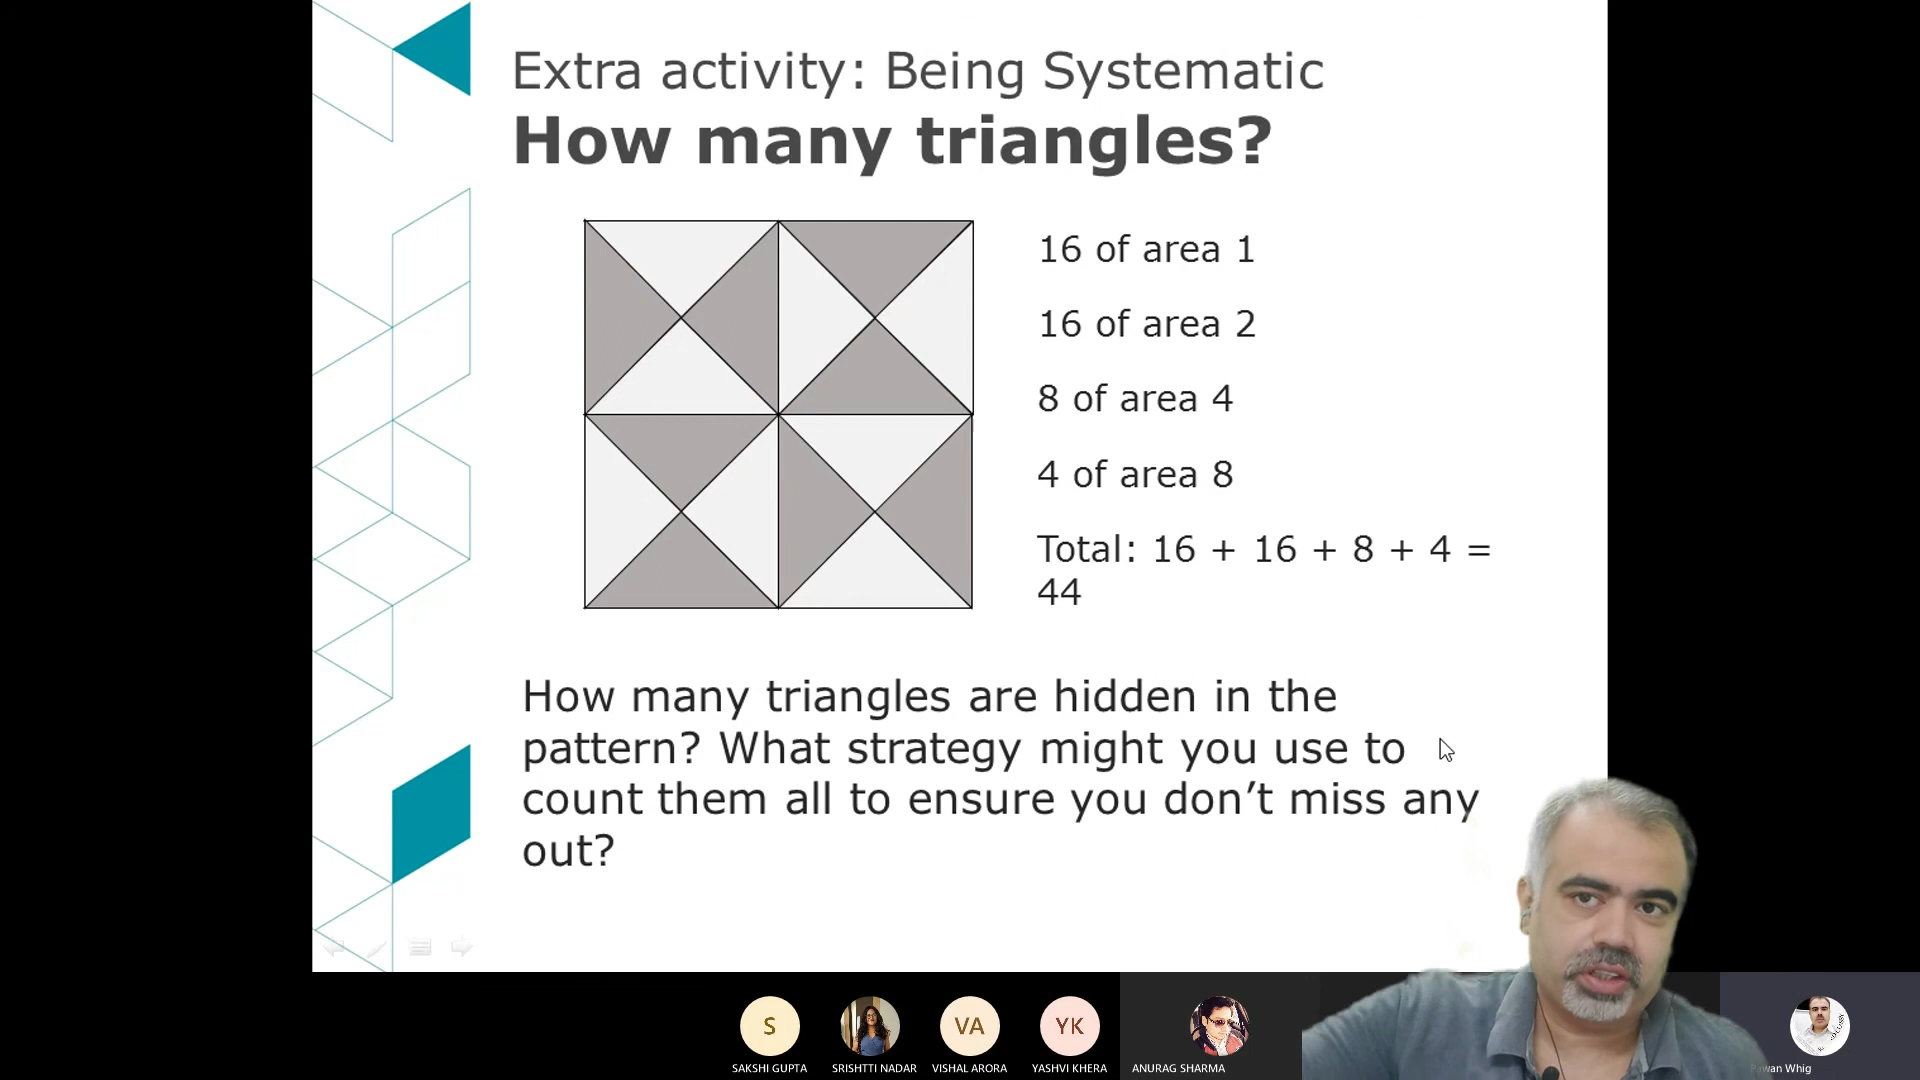 Extra activity: Being Systematic
How many triangles?
16 of area 1
16 of area 2
8 of area 4
4 of area 8
Total: 16 + 16 + 8 + 4 =
44
How many triangles are hidden in the
pattern? What strategy might you use to
count them all to ensure you don’t miss any
out?
S
VA
YK
SAKSHI GUPTA
SRISHTTI NADAR
VISHAL ARORA
YASHVI KHERA
ANURAG SHARMA
Pawan Whig